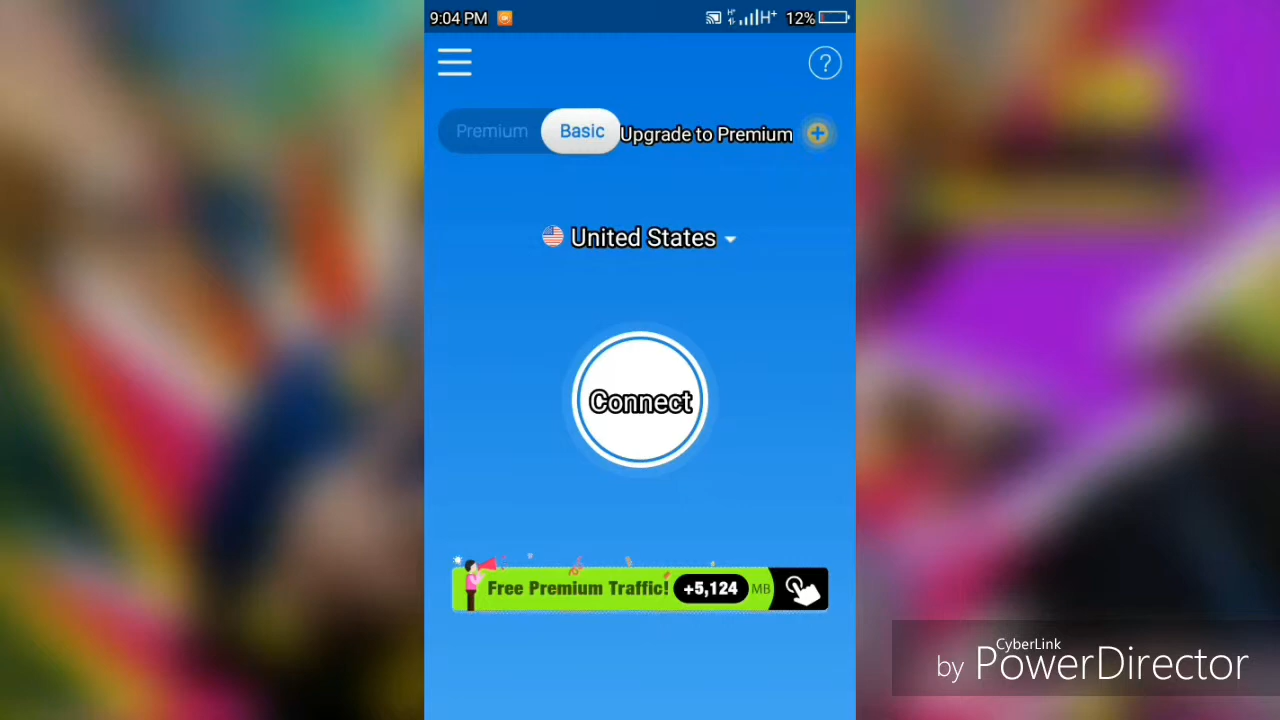 9:04 PM H+ H+ 12%
?
Premium Basic Upgrade to Premium +
United States
Connect
Free Premium Traffic! +5,124 MB
CyberLink
by PowerDirector